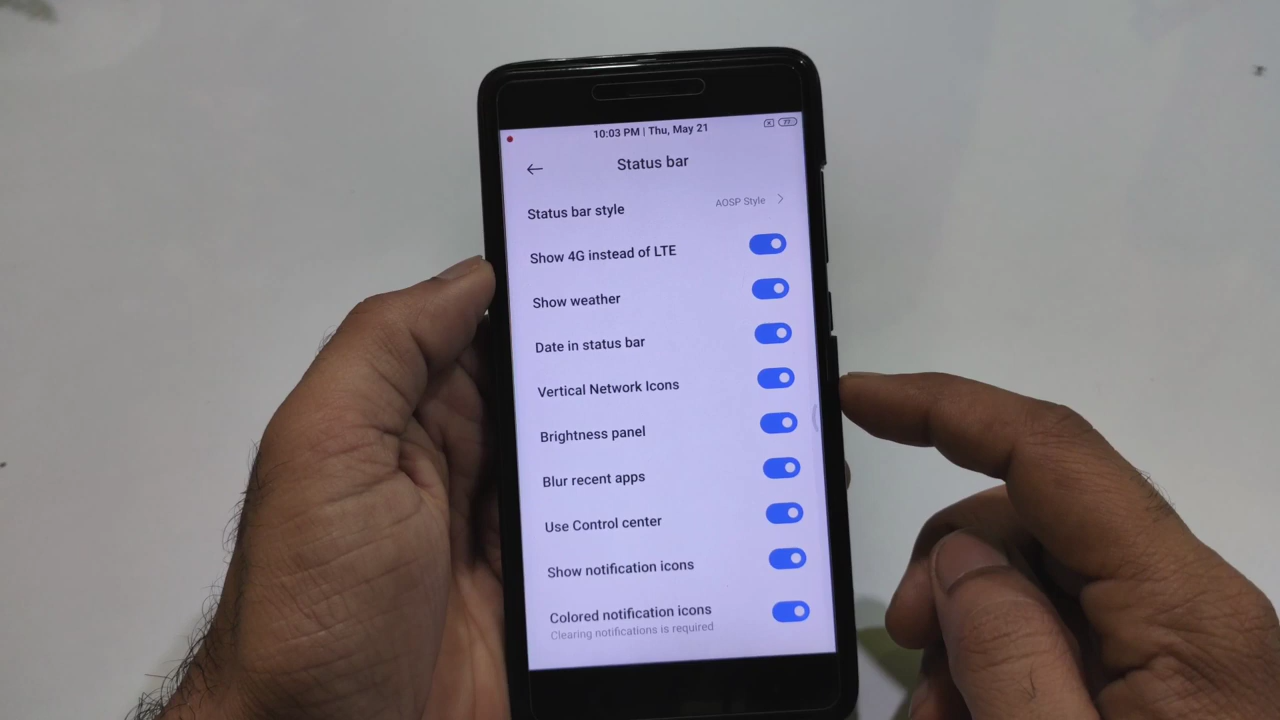 10:03 PM | Thu, May 21
77
Status bar
Status bar style
AOSP Style
Show 4G instead of LTE
Show weather
Date in status bar
Vertical Network Icons
Brightness panel
Blur recent apps
Use Control center
Show notification icons
Colored notification icons
Clearing notifications is required